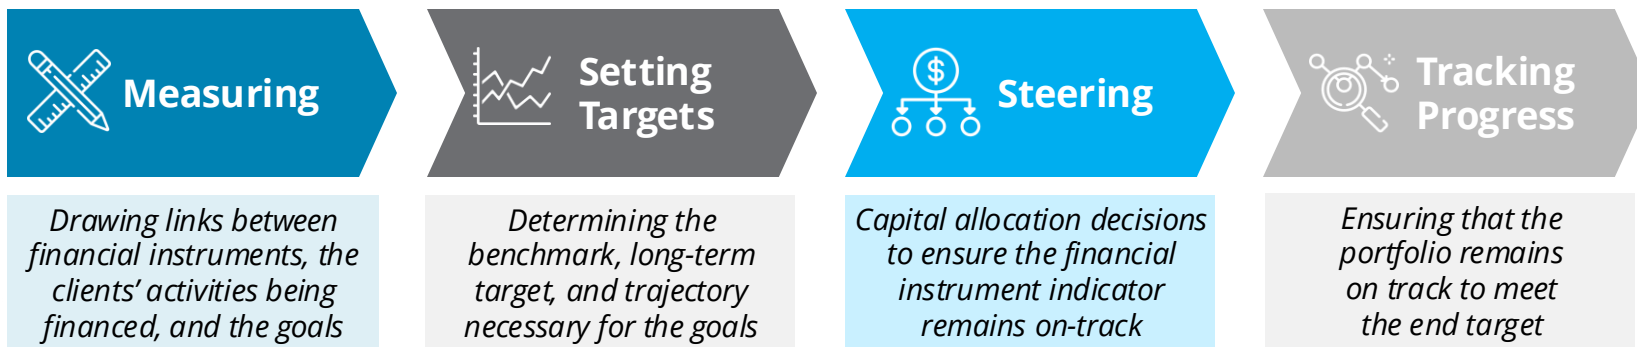 Measuring
Setting
Targets
Steering
Tracking
Progress
Drawing links between
financial instruments, the
clients’ activities being
financed, and the goals
Determining the
benchmark, long-term
target, and trajectory
necessary for the goals
Capital allocation decisions
to ensure the financial
instrument indicator
remains on-track
Ensuring that the
portfolio remains
on track to meet
the end target